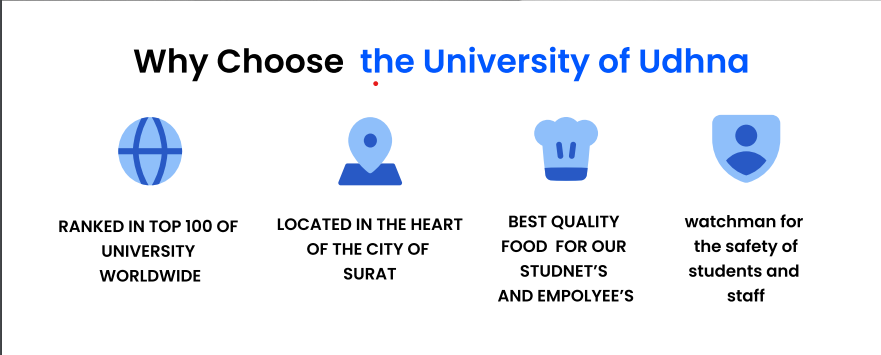 Why Choose the University of Udhna
RANKED IN TOP 100 OF
UNIVERSITY
WORLDWIDE
LOCATED IN THE HEART
OF THE CITY OF
SURAT
BEST QUALITY
FOOD FOR OUR
STUDNET'S
AND EMPOLYEE'S
watchman for
the safety of
students and
staff